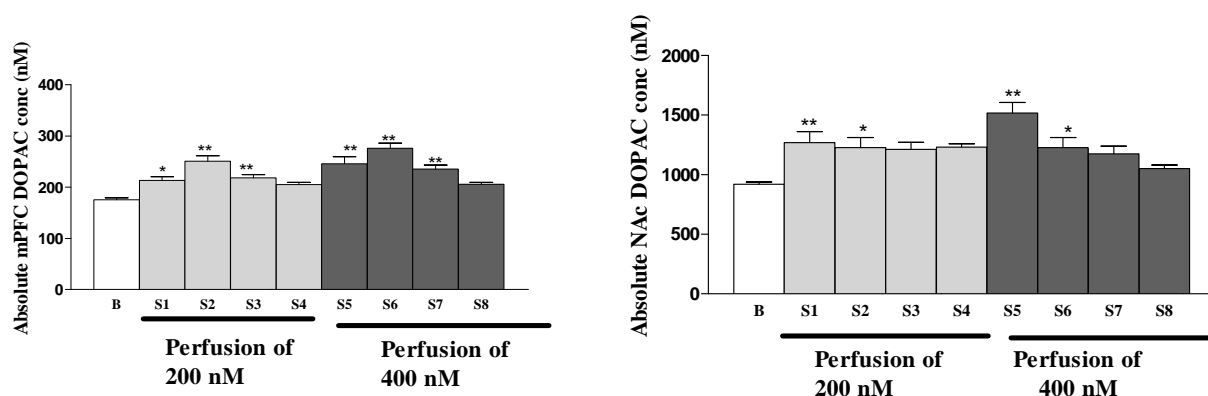 Absolute mPFC DOPAC conc (nM)
400
300
200
100
0
* ** ** ** ** **
B S1 S2 S3 S4 S5 S6 S7 S8
Perfusion of
200 nM
Perfusion of
400 nM
Absolute NAc DOPAC conc (nM)
2000
1500
1000
500
0
** * ** *
B S1 S2 S3 S4 S5 S6 S7 S8
Perfusion of
200 nM
Perfusion of
400 nM